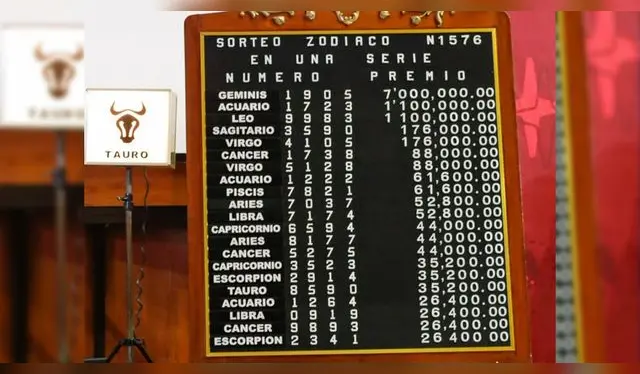 SORTEO ZODIACO N1576
EN UNA SERIE
NUMERO PREMIO
GEMINIS 1905 7'000,000.00
ACUARIO 1723 1'100,000.00
LEO 9983 1 100,000.00
SAGITARIO 3590 176,000.00
VIRGO 4105 176,000.00
CANCER 1738 88,000.00
VIRGO 5128 88,000.00
ACUARIO 1222 61,600.00
PISCIS 7821 61,600.00
ARIES 7037 52,800.00
LIBRA 7174 52,800.00
CAPRICORNIO 6594 44,000.00
ARIES 8177 44,000.00
CANCER 5275 44,000.00
CAPRICORNIO 3523 35,200.00
ESCORPION 2914 35,200.00
TAURO 8590 35,200.00
ACUARIO 1264 26,400.00
LIBRA 0919 26,400.00
CANCER 9893 26,400.00
ESCORPION 2341 26 400.00
TAURO
TAURO